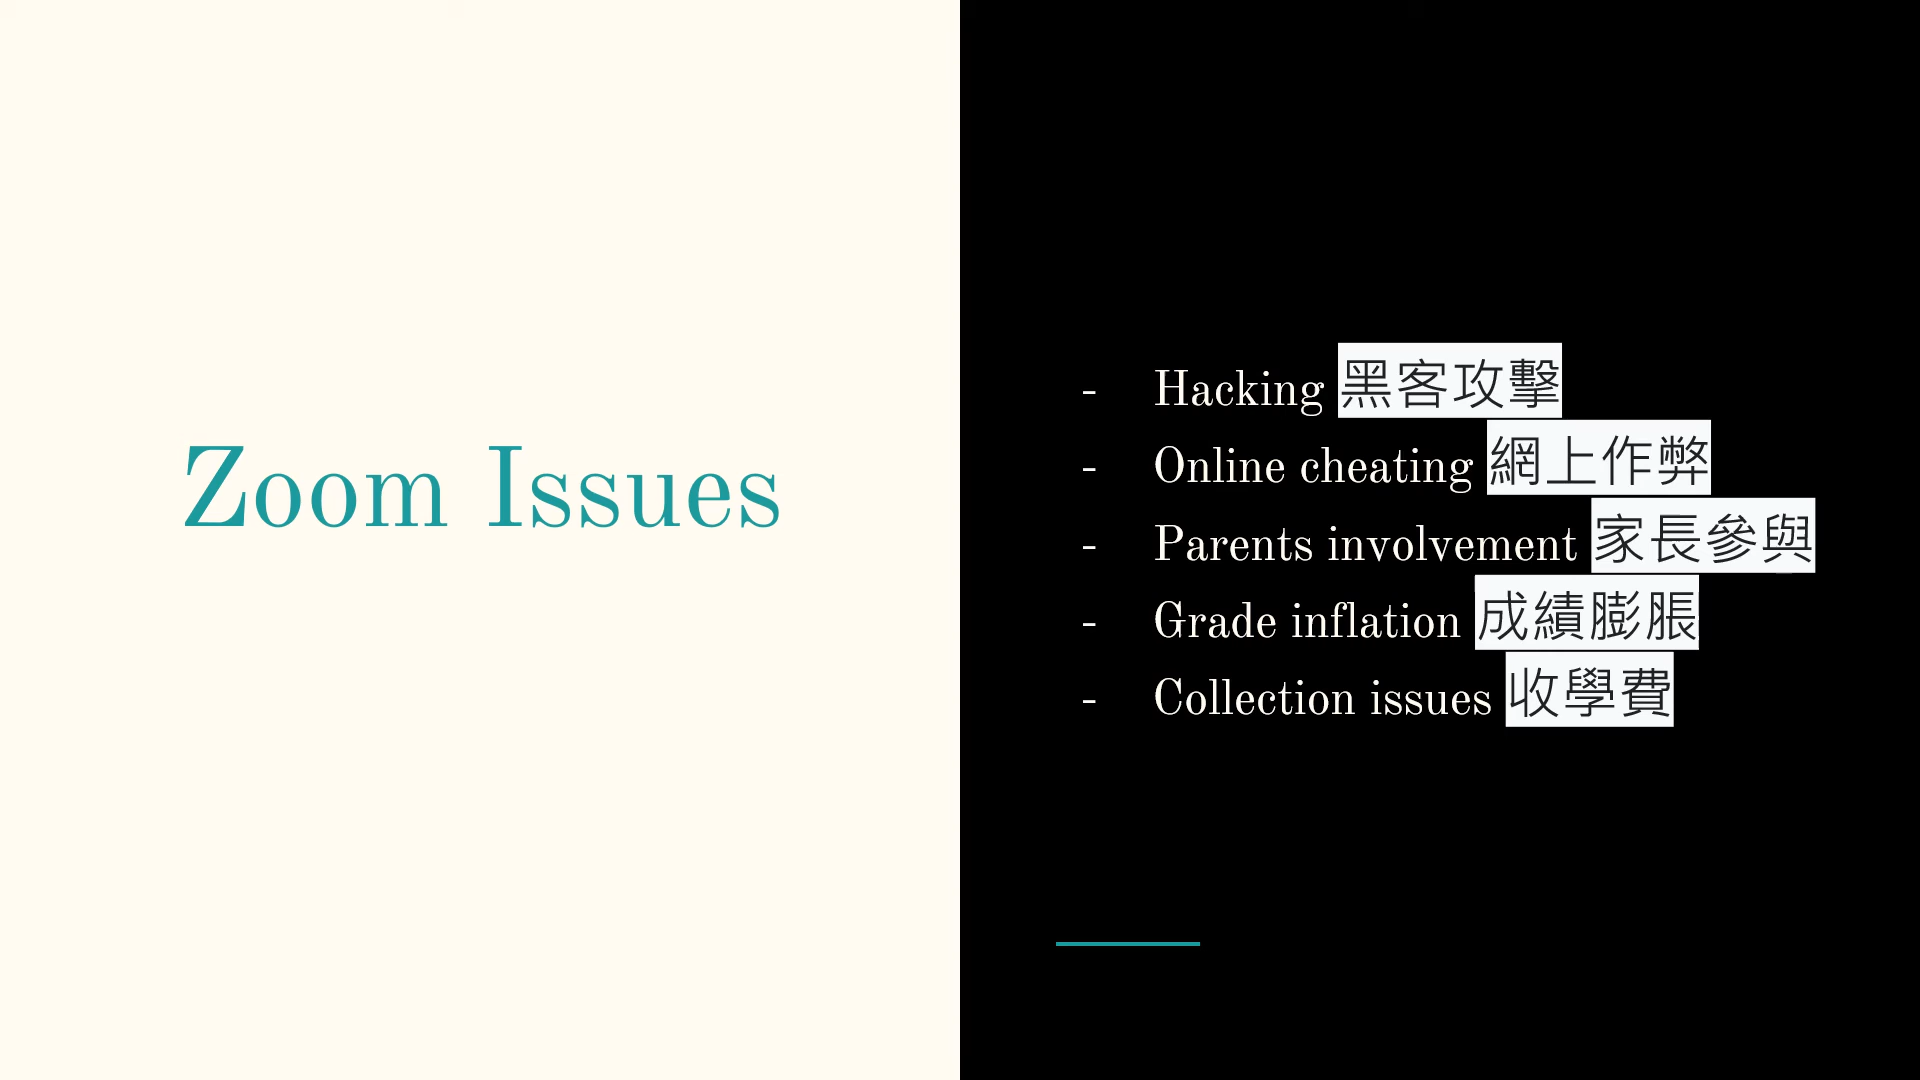 Zoom Issues
- Hacking 黑客攻擊
- Online cheating 網上作弊
- Parents involvement 家長參與
- Grade inflation 成績膨脹
- Collection issues 收學費